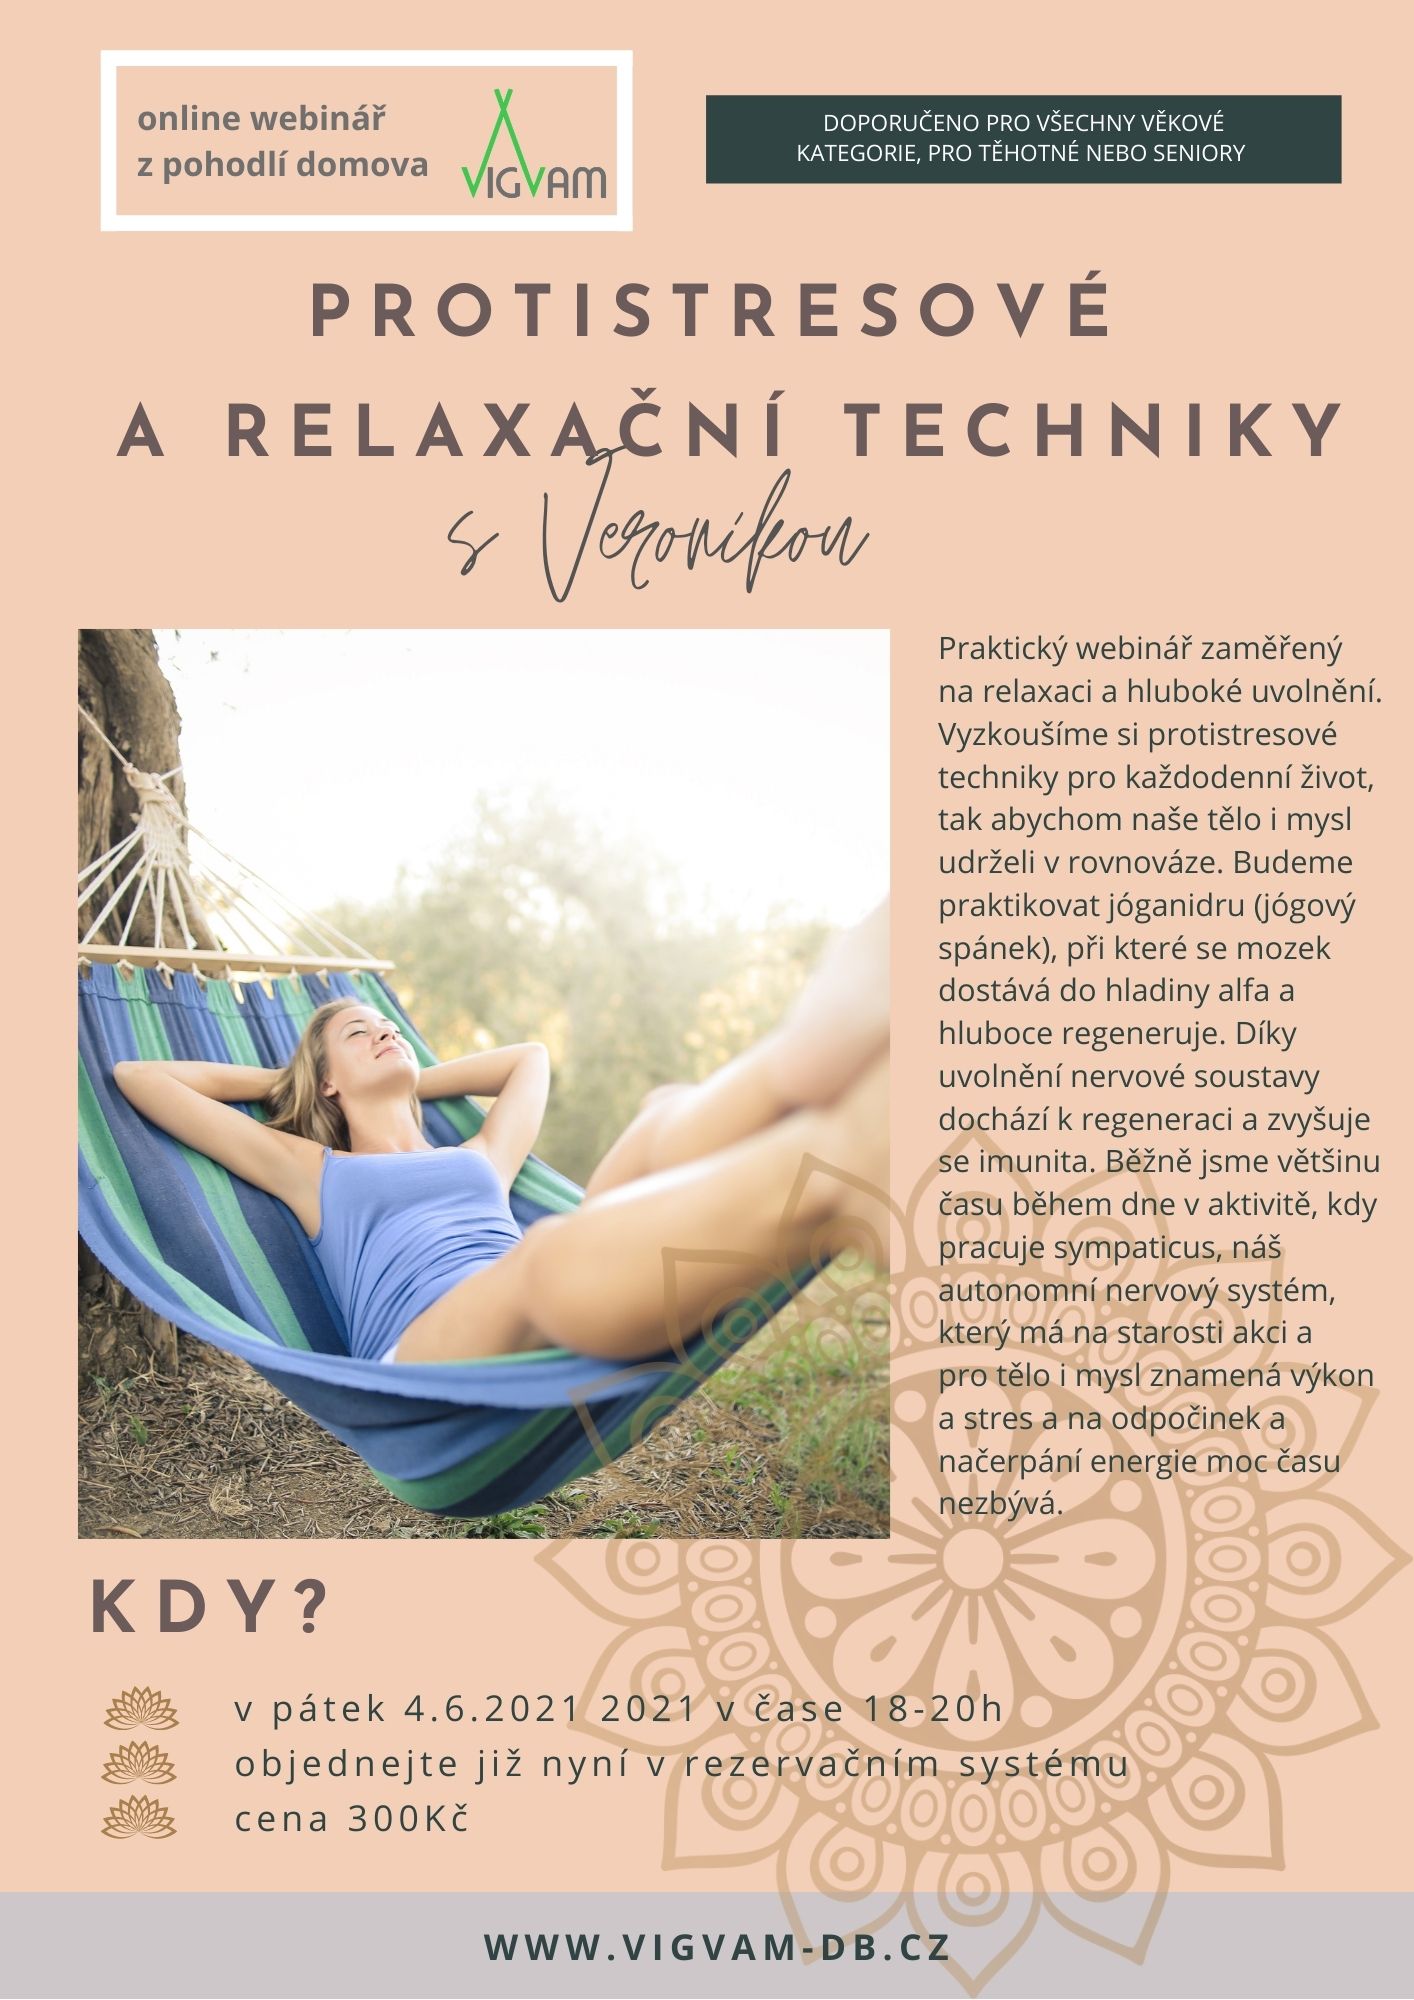 online webinář
z pohodlí domova
VIGVAM
DOPORUČENO PRO VŠECHNY VĚKOVÉ
KATEGORIE, PRO TĚHOTNÉ NEBO SENIORY
PROTISTRESOVÉ
A RELAXAČNÍ TECHNIKY
s Veronikou
Praktický webinář zaměřený
na relaxaci a hluboké uvolnění.
Vyzkoušíme si protistresové
techniky pro každodenní život,
tak abychom naše tělo i mysl
udrželi v rovnováze. Budeme
praktikovat jóganidru (jógový
spánek), při které se mozek
dostává do hladiny alfa a
hluboce regeneruje. Díky
uvolnění nervové soustavy
dochází k regeneraci a zvyšuje
se imunita. Běžně jsme většinu
času během dne v aktivitě, kdy
pracuje sympaticus, náš
autonomní nervový systém,
který má na starosti akci a
pro tělo i mysl znamená výkon
a stres a na odpočinek a
načerpání energie moc času
nezbývá.
KDY?
v pátek 4.6.2021 2021 v čase 18-20h
objednejte již nyní v rezervačním systému
cena 300Kč
WWW.VIGVAM-DB.CZ